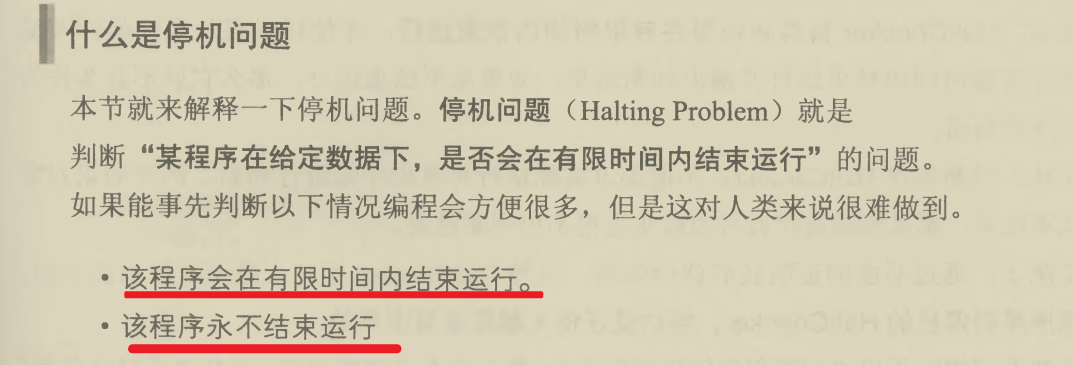 什么是停机问题
本节就来解释一下停机问题。停机问题（Halting Problem）就是
判断“某程序在给定数据下，是否会在有限时间内结束运行”的问题。
如果能事先判断以下情况编程会方便很多，但是这对人类来说很难做到。
• 该程序会在有限时间内结束运行。
• 该程序永不结束运行